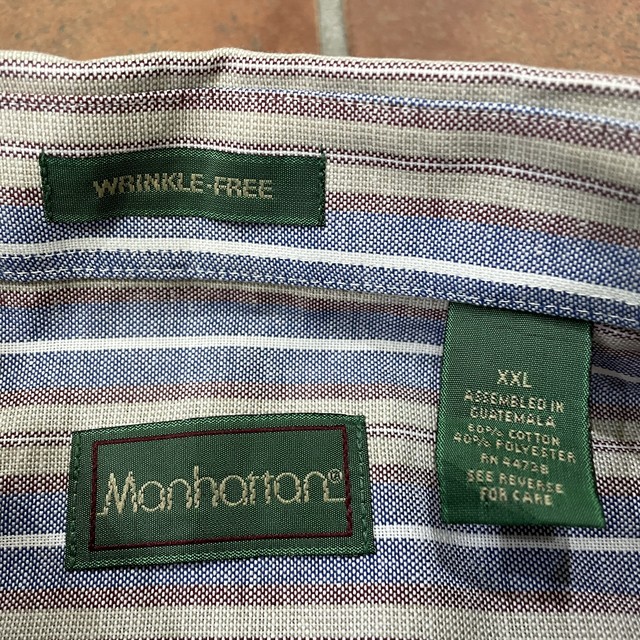 WRINKLE-FREE
XXL
ASSEMBLED IN
GUATEMALA
60% COTTON
40% POLYESTER
RN 44738
SEE REVERSE
FOR CARE
Manhattan®